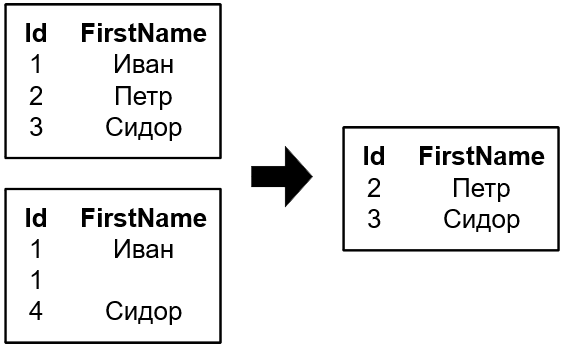 Id FirstName
1 Иван
2 Петр
3 Сидор
Id FirstName
1 Иван
1
4 Сидор
Id FirstName
2 Петр
3 Сидор